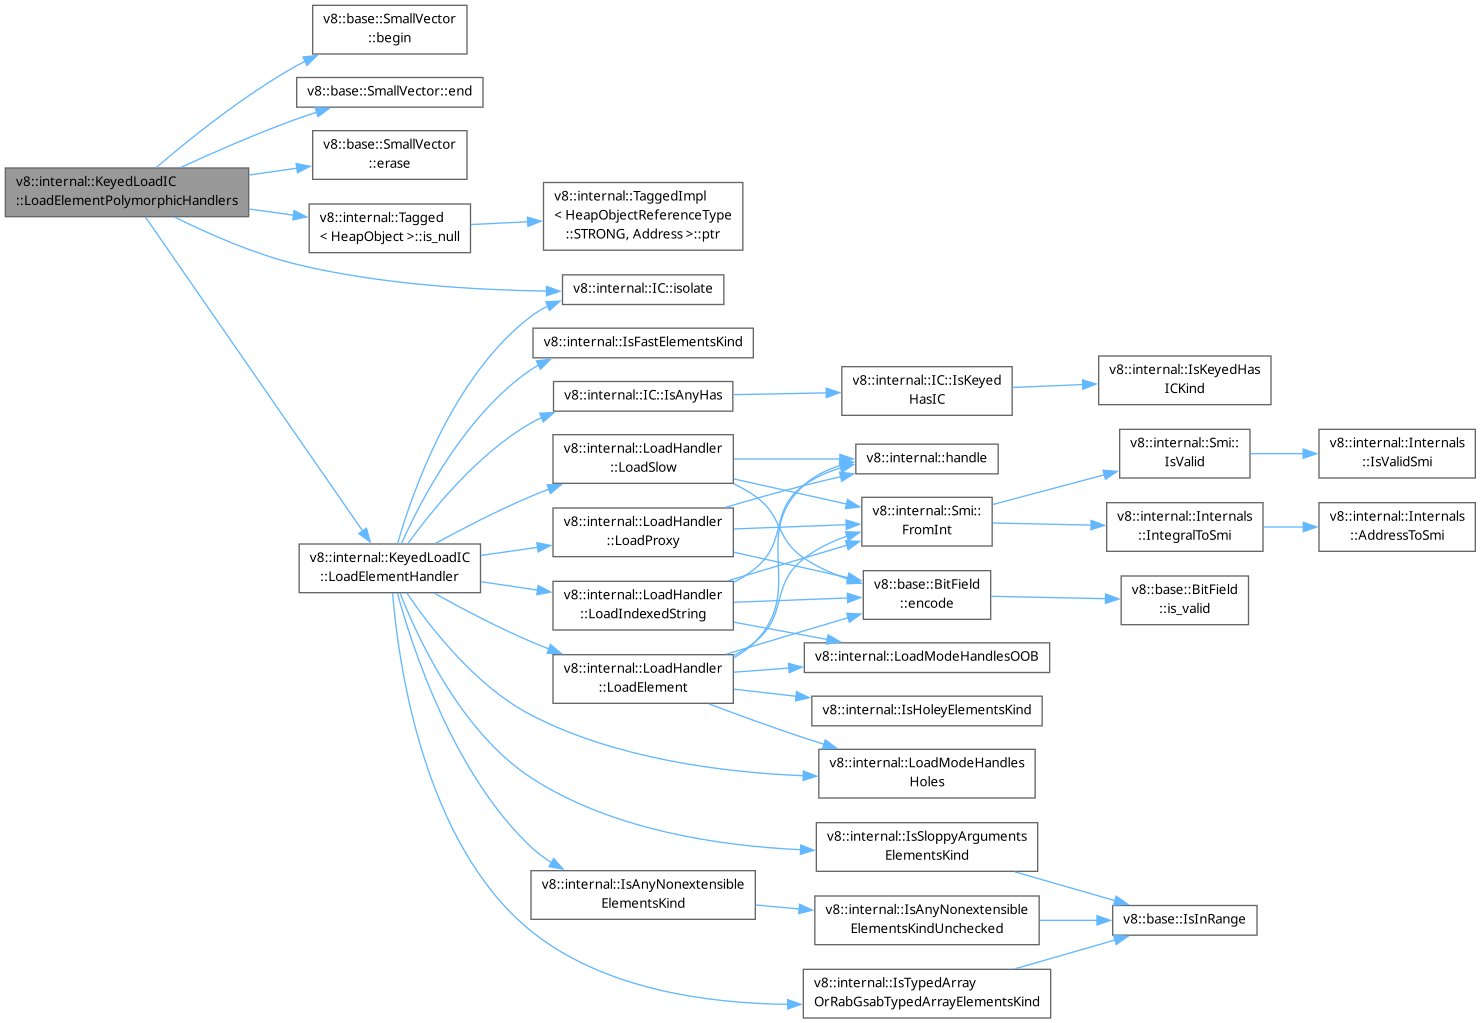 v8::base::SmallVector
::begin
v8::base::SmallVector::end
v8::base::SmallVector
::erase
v8::internal::KeyedLoadIC
::LoadElementPolymorphicHandlers
v8::internal::Tagged
< HeapObject >::is_null
v8::internal::TaggedImpl
< HeapObjectReferenceType
::STRONG, Address >::ptr
v8::internal::IC::isolate
v8::internal::IsFastElementsKind
v8::internal::IC::IsAnyHas
v8::internal::IC::IsKeyed
HasIC
v8::internal::IsKeyedHas
ICKind
v8::internal::LoadHandler
::LoadSlow
v8::internal::handle
v8::internal::Smi::
IsValid
v8::internal::Internals
::IsValidSmi
v8::internal::LoadHandler
::LoadProxy
v8::internal::Smi::
FromInt
v8::internal::Internals
::IntegralToSmi
v8::internal::Internals
::AddressToSmi
v8::internal::KeyedLoadIC
::LoadElementHandler
v8::internal::LoadHandler
::LoadIndexedString
v8::base::BitField
::encode
v8::base::BitField
::is_valid
v8::internal::LoadModeHandlesOOB
v8::internal::LoadHandler
::LoadElement
v8::internal::IsHoleyElementsKind
v8::internal::LoadModeHandles
Holes
v8::internal::IsSloppyArguments
ElementsKind
v8::internal::IsAnyNonextensible
ElementsKind
v8::internal::IsAnyNonextensible
ElementsKindUnchecked
v8::base::IsInRange
v8::internal::IsTypedArray
OrRabGsabTypedArrayElementsKind